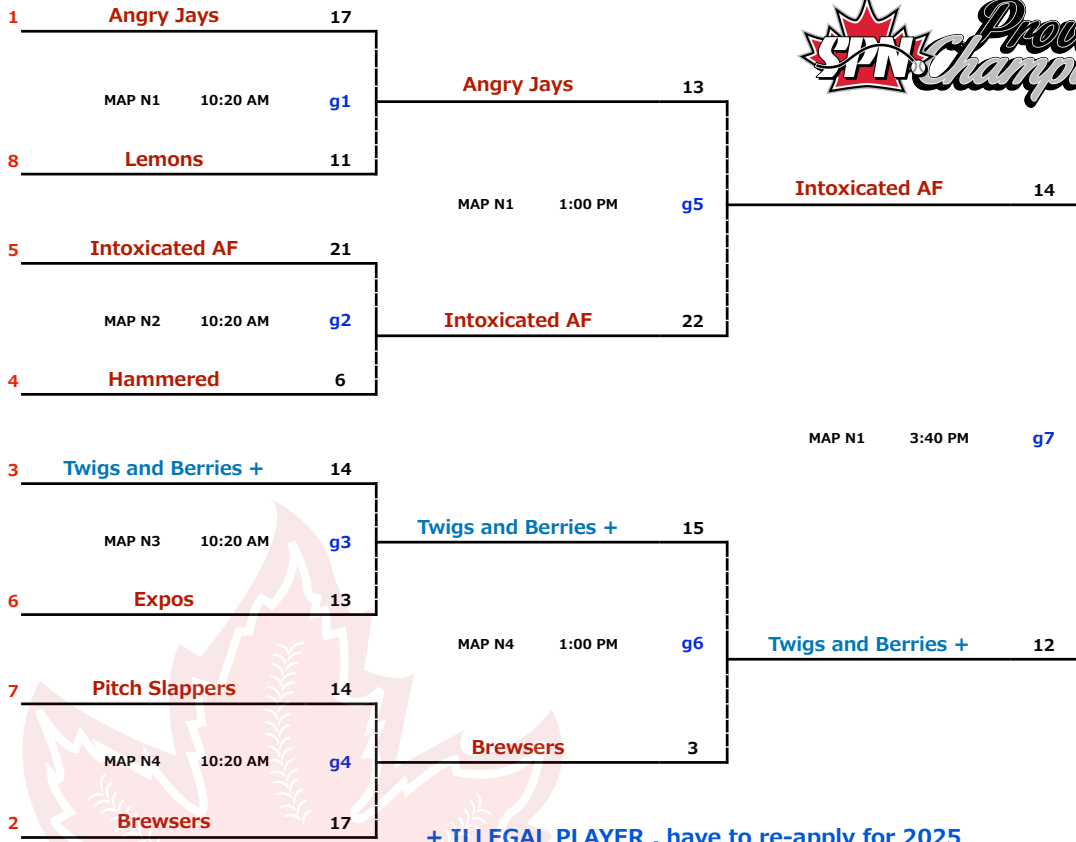 1 Angry Jays 17
MAP N1 10:20 AM g1
8 Lemons 11
5 Intoxicated AF 21
MAP N2 10:20 AM g2
4 Hammered 6
3 Twigs and Berries + 14
MAP N3 10:20 AM g3
6 Expos 13
7 Pitch Slappers 14
MAP N4 10:20 AM g4
2 Brewsers 17
Angry Jays 13
MAP N1 1:00 PM g5
Intoxicated AF 22
Twigs and Berries + 15
MAP N4 1:00 PM g6
Brewsers 3
SPN
Intoxicated AF 14
MAP N1 3:40 PM g7
Twigs and Berries + 12
+ ILLEGAL PLAYER , have to re-apply for 2025